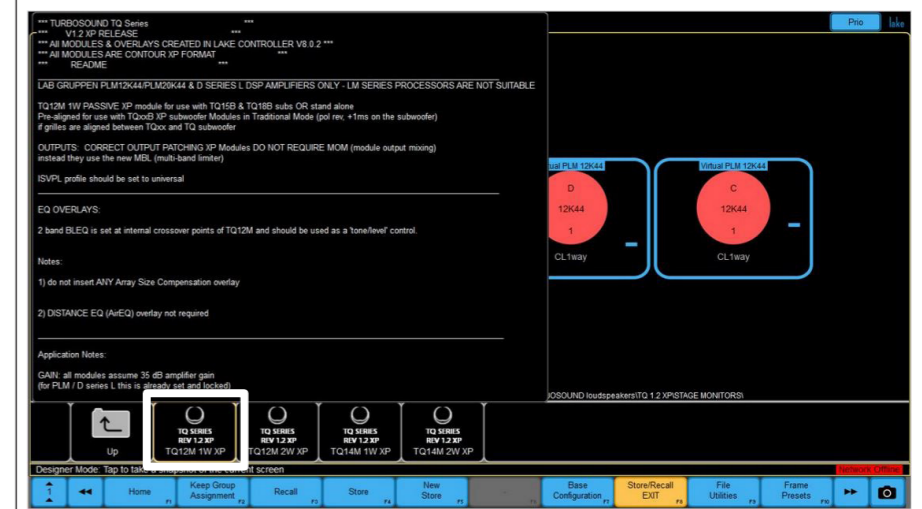 *** TURBOSOUND TQ Series ***
*** V1.2 XP RELEASE ***
*** All MODULES & OVERLAYS CREATED IN LAKE CONTROLLER V8.0.2 ***
*** All MODULES ARE CONTOUR XP FORMAT ***
*** README ***
LAB GRUPPEN PLM12K44/PLM20K44 & D SERIES L DSP AMPLIFIERS ONLY - LM SERIES PROCESSORS ARE NOT SUITABLE
TQ12M 1W PASSIVE XP module for use with TQ15B & TQ18B subs OR stand alone
Pre-aligned for use with TQxxB XP subwoofer Modules in Traditional Mode (pol rev, +1ms on the subwoofer)
if grilles are aligned between TQxx and TQ subwoofer
OUTPUTS: CORRECT OUTPUT PATCHING XP Modules DO NOT REQUIRE MOM (module output mixing)
instead they use the new MBL (multi-band limiter)
ISVPL profile should be set to universal
EQ OVERLAYS:
2 band BLEQ is set at internal crossover points of TQ12M and should be used as a 'tone/level' control.
Notes:
1) do not insert ANY Array Size Compensation overlay
2) DISTANCE EQ (AirEQ) overlay not required
Application Notes:
GAIN: all modules assume 35 dB amplifier gain
(for PLM / D series L this is already set and locked)
Prio
lake
ual PLM 12K44
D
12K44
1
CL1way
Virtual PLM 12K44
C
12K44
1
CL1way
OSOUND loudspeakers\TQ 1.2 XP\STAGE MONITORS\
Up
TQ SERIES
REV 1.2 XP
TQ12M 1W XP
TQ SERIES
REV 1.2 XP
TQ12M 2W XP
TQ SERIES
REV 1.2 XP
TQ14M 1W XP
TQ SERIES
REV 1.2 XP
TQ14M 2W XP
Designer Mode: Tap to take a snapshot of the current screen
Network Offline
1
Home F1
Keep Group Assignment F2
Recall F3
Store F4
New Store F5
Base Configuration F7
Store/Recall EXIT F8
File Utilities F9
Frame Presets F10